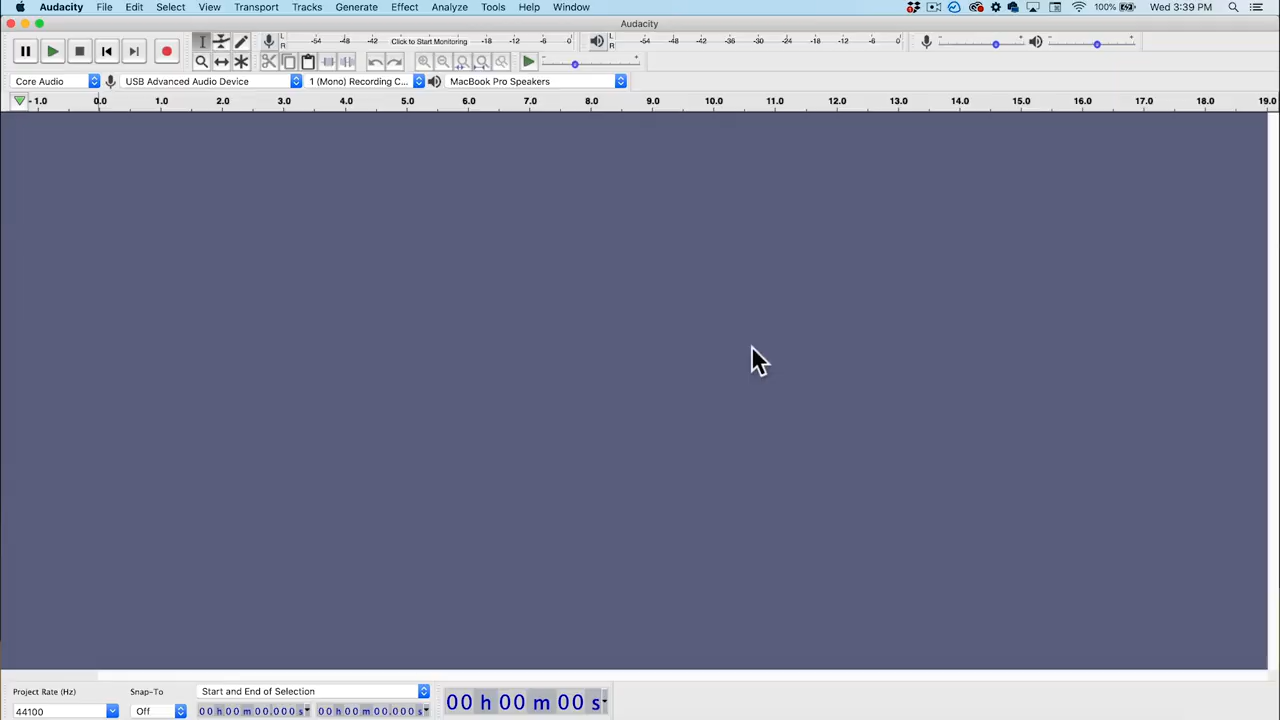 Audacity File Edit Select View Transport Tracks Generate Effect Analyze Tools Help Window 100% Wed 3:39 PM
Audacity
L R -54 -48 -42 Click to Start Monitoring -18 -12 -6 0 L R -54 -48 -42 -36 -30 -24 -18 -12 -6 0
Core Audio USB Advanced Audio Device 1 (Mono) Recording C... MacBook Pro Speakers
- 1.0 0.0 1.0 2.0 3.0 4.0 5.0 6.0 7.0 8.0 9.0 10.0 11.0 12.0 13.0 14.0 15.0 16.0 17.0 18.0 19.0
Project Rate (Hz) Snap-To Start and End of Selection
44100 Off 00 h 00 m 00.000 s 00 h 00 m 00.000 s 00 h 00 m 00 s